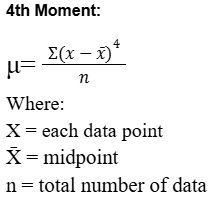 4th Moment:
μ= Σ(x − x̄)⁴ / n
Where:
X = each data point
X̄ = midpoint
n = total number of data